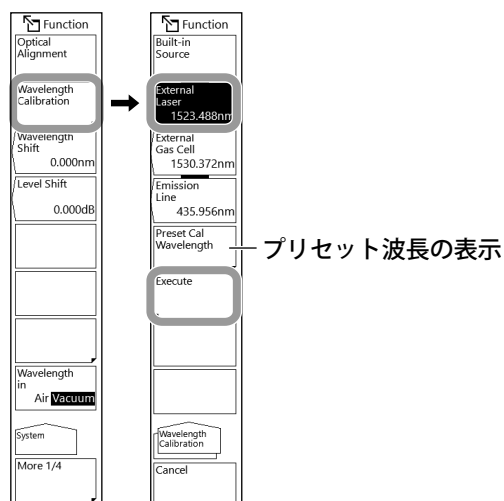 Function
Optical
Alignment
Wavelength
Calibration
Wavelength
Shift
0.000nm
Level Shift
0.000dB
Wavelength
in
Air Vacuum
System
More 1/4
Function
Built-in
Source
External
Laser
1523.488nm
External
Gas Cell
1530.372nm
Emission
Line
435.956nm
Preset Cal
Wavelength
プリセット波長の表示
Execute
Wavelength
Calibration
Cancel